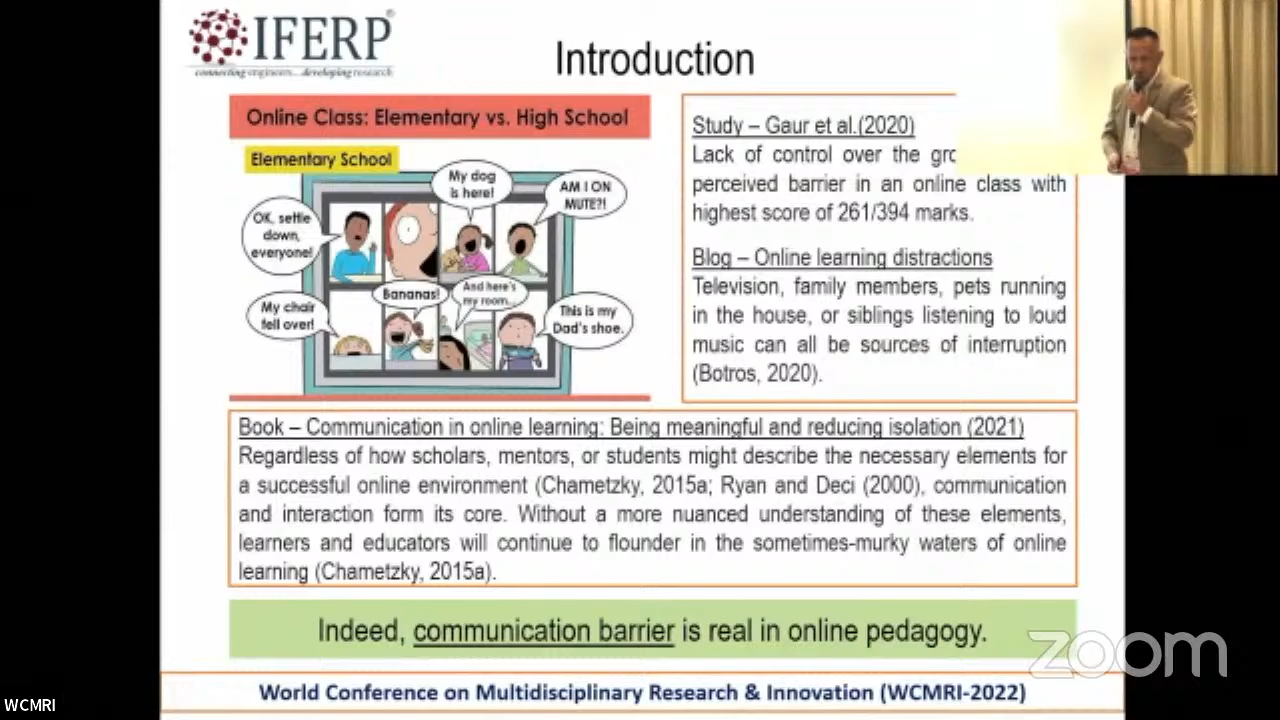 IFERP
connecting engineers... developing research
Introduction
Online Class: Elementary vs. High School
Elementary School
OK, settle
down,
everyone!
My dog
is here!
AM I ON
MUTE?!
My chair
fell over!
Bananas!
And here's
my room...
This is my
Dad's shoe.
Study – Gaur et al.(2020)
Lack of control over the
perceived barrier in an online class with
highest score of 261/394 marks.
Blog – Online learning distractions
Television, family members, pets running
in the house, or siblings listening to loud
music can all be sources of interruption
(Botros, 2020).
Book – Communication in online learning: Being meaningful and reducing isolation (2021)
Regardless of how scholars, mentors, or students might describe the necessary elements for
a successful online environment (Chametzky, 2015a; Ryan and Deci (2000), communication
and interaction form its core. Without a more nuanced understanding of these elements,
learners and educators will continue to flounder in the sometimes-murky waters of online
learning (Chametzky, 2015a).
Indeed, communication barrier is real in online pedagogy.
zoom
World Conference on Multidisciplinary Research & Innovation (WCMRI-2022)
WCMRI